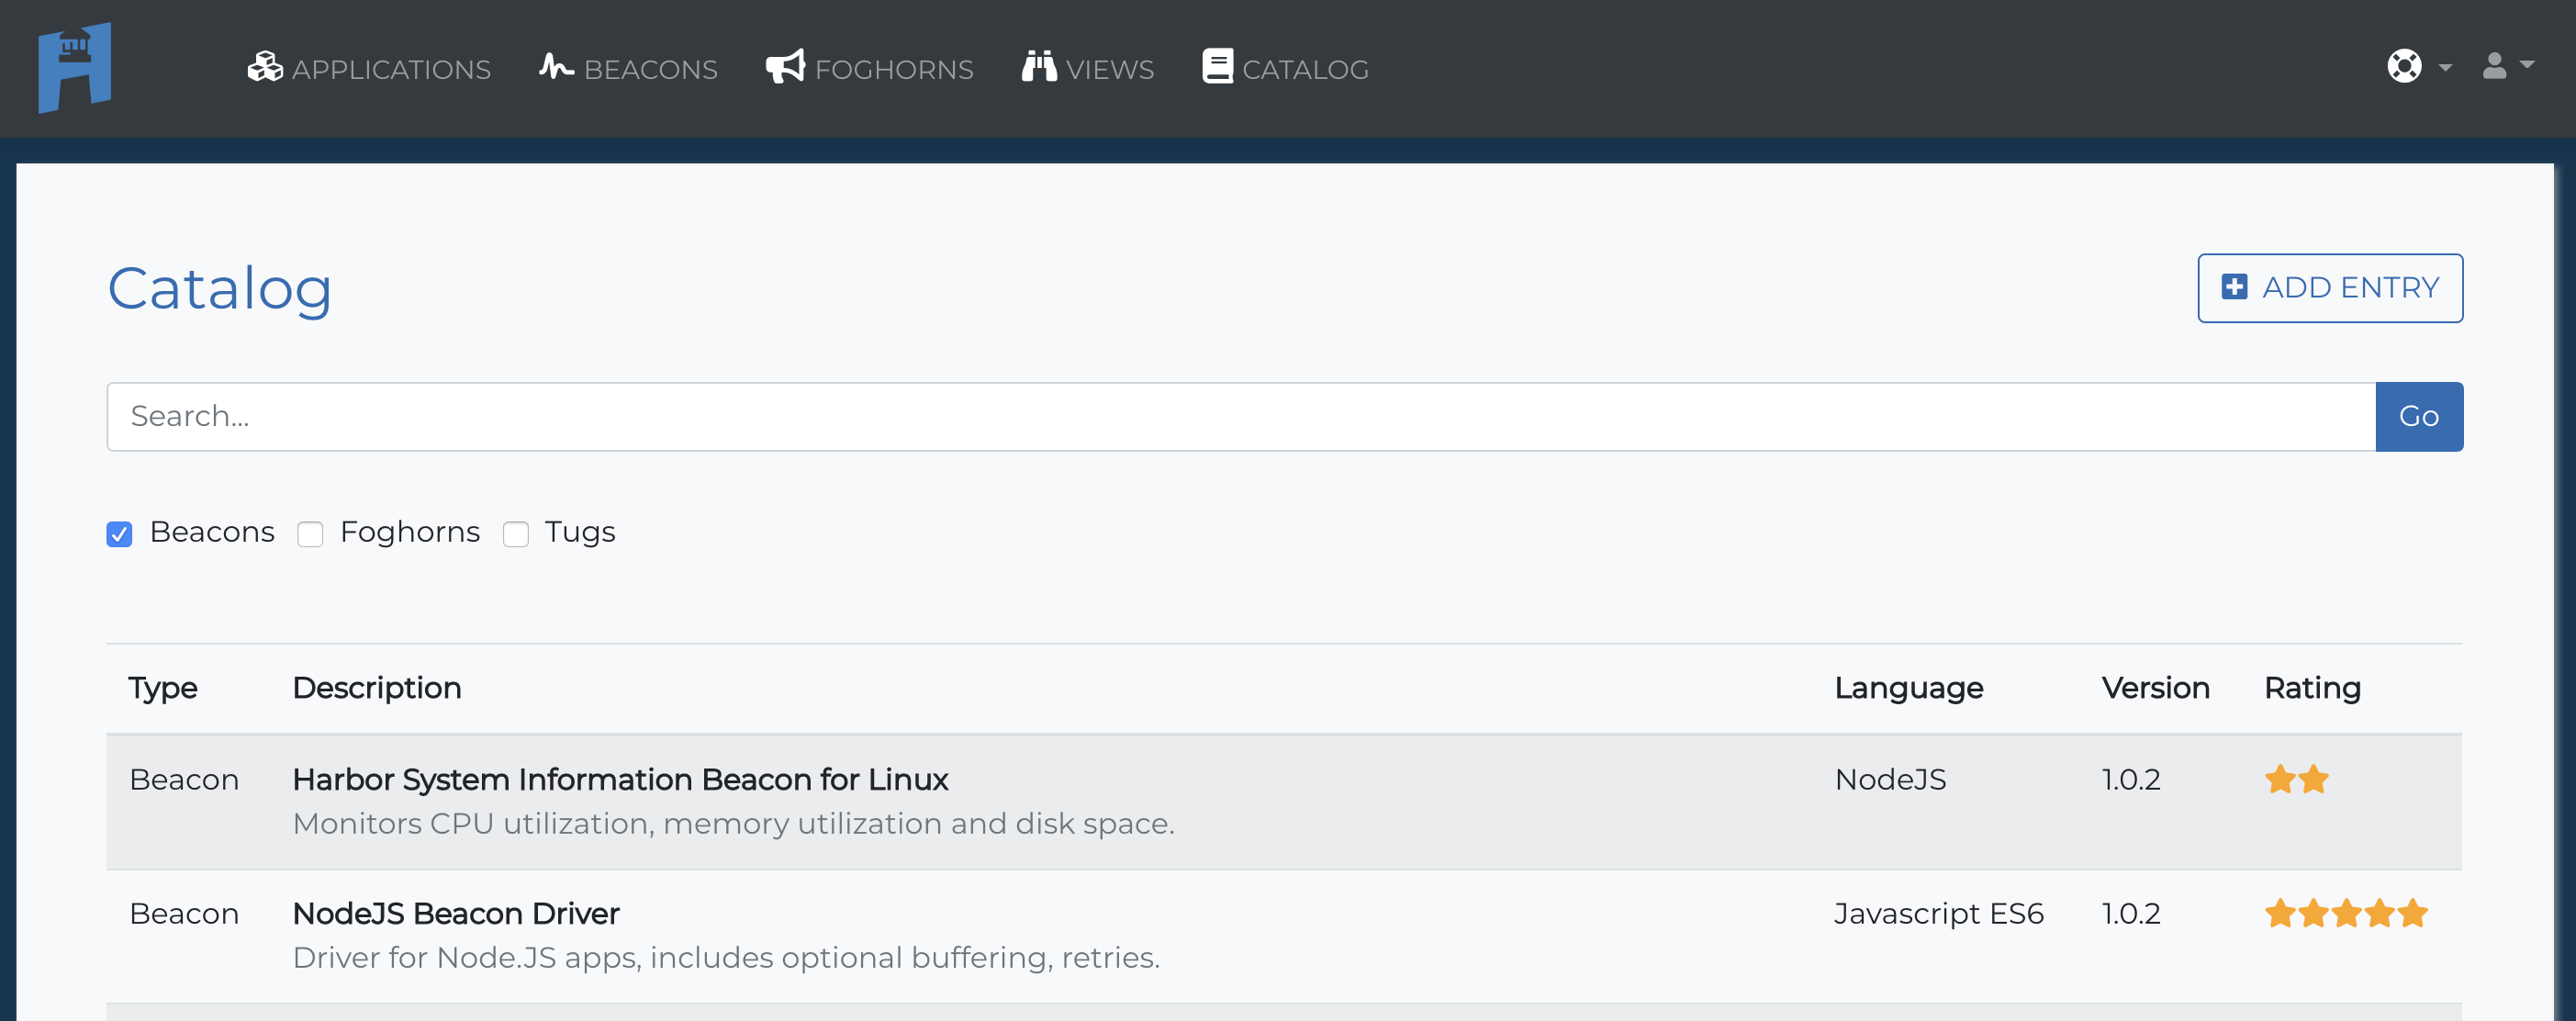 APPLICATIONS BEACONS FOGHORNS VIEWS CATALOG
Catalog
ADD ENTRY
Search...
Go
Beacons Foghorns Tugs
Type Description Language Version Rating
Beacon Harbor System Information Beacon for Linux NodeJS 1.0.2
Monitors CPU utilization, memory utilization and disk space.
Beacon NodeJS Beacon Driver Javascript ES6 1.0.2
Driver for Node.JS apps, includes optional buffering, retries.